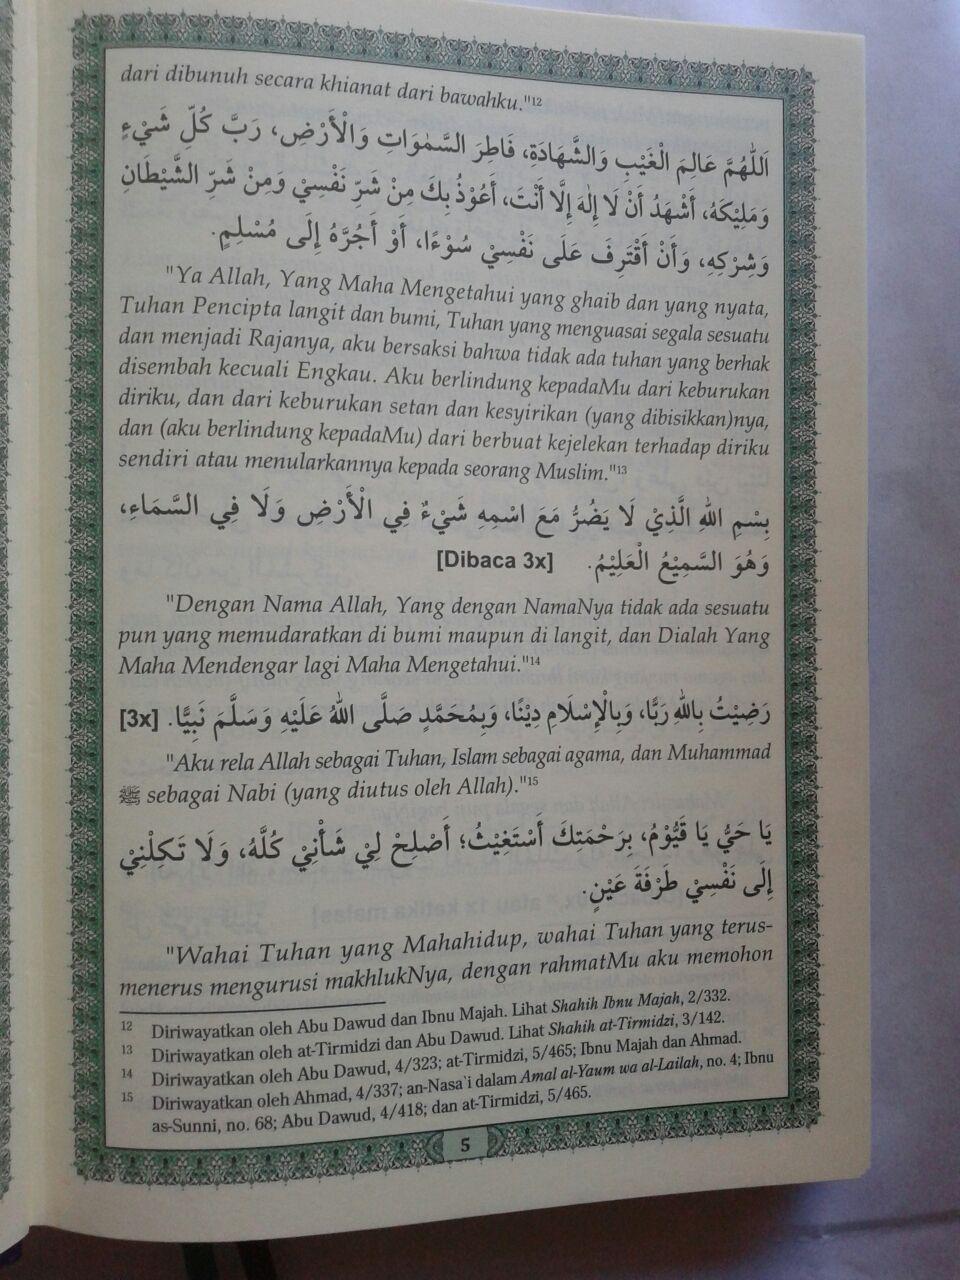 dari dibunuh secara khianat dari bawahku."12
اَللّٰهُمَّ عَالِمَ الْغَيْبِ وَالشَّهَادَةِ، فَاطِرَ السَّمٰوَاتِ وَالْأَرْضِ، رَبَّ كُلِّ شَيْءٍ
وَمَلِيْكَهُ، أَشْهَدُ أَنْ لَا إِلٰهَ إِلَّا أَنْتَ، أَعُوْذُ بِكَ مِنْ شَرِّ نَفْسِيْ وَمِنْ شَرِّ الشَّيْطَانِ
وَشِرْكِهِ، وَأَنْ أَقْتَرِفَ عَلَى نَفْسِيْ سُوْءًا، أَوْ أَجُرَّهُ إِلَى مُسْلِمٍ.
"Ya Allah, Yang Maha Mengetahui yang ghaib dan yang nyata,
Tuhan Pencipta langit dan bumi, Tuhan yang menguasai segala sesuatu
dan menjadi Rajanya, aku bersaksi bahwa tidak ada tuhan yang berhak
disembah kecuali Engkau. Aku berlindung kepadaMu dari keburukan
diriku, dan dari keburukan setan dan kesyirikan (yang dibisikkan)nya,
dan (aku berlindung kepadaMu) dari berbuat kejelekan terhadap diriku
sendiri atau menularkannya kepada seorang Muslim."13
بِسْمِ اللهِ الَّذِيْ لَا يَضُرُّ مَعَ اسْمِهِ شَيْءٌ فِي الْأَرْضِ وَلَا فِي السَّمَاءِ،
وَهُوَ السَّمِيْعُ الْعَلِيْمُ. [Dibaca 3x]
"Dengan Nama Allah, Yang dengan NamaNya tidak ada sesuatu
pun yang memudaratkan di bumi maupun di langit, dan Dialah Yang
Maha Mendengar lagi Maha Mengetahui."14
رَضِيْتُ بِاللهِ رَبًّا، وَبِالْإِسْلَامِ دِيْنًا، وَبِمُحَمَّدٍ صَلَّى اللهُ عَلَيْهِ وَسَلَّمَ نَبِيًّا. [3x]
"Aku rela Allah sebagai Tuhan, Islam sebagai agama, dan Muhammad
ﷺ sebagai Nabi (yang diutus oleh Allah)."15
يَا حَيُّ يَا قَيُّوْمُ، بِرَحْمَتِكَ أَسْتَغِيْثُ؛ أَصْلِحْ لِيْ شَأْنِيْ كُلَّهُ، وَلَا تَكِلْنِيْ
إِلَى نَفْسِيْ طَرْفَةَ عَيْنٍ.
"Wahai Tuhan yang Mahahidup, wahai Tuhan yang terus-
menerus mengurusi makhlukNya, dengan rahmatMu aku memohon
12 Diriwayatkan oleh Abu Dawud dan Ibnu Majah. Lihat Shahih Ibnu Majah, 2/332.
13 Diriwayatkan oleh at-Tirmidzi dan Abu Dawud. Lihat Shahih at-Tirmidzi, 3/142.
14 Diriwayatkan oleh Abu Dawud, 4/323; at-Tirmidzi, 5/465; Ibnu Majah dan Ahmad.
15 Diriwayatkan oleh Ahmad, 4/337; an-Nasa`i dalam Amal al-Yaum wa al-Lailah, no. 4; Ibnu
as-Sunni, no. 68; Abu Dawud, 4/418; dan at-Tirmidzi, 5/465.
5